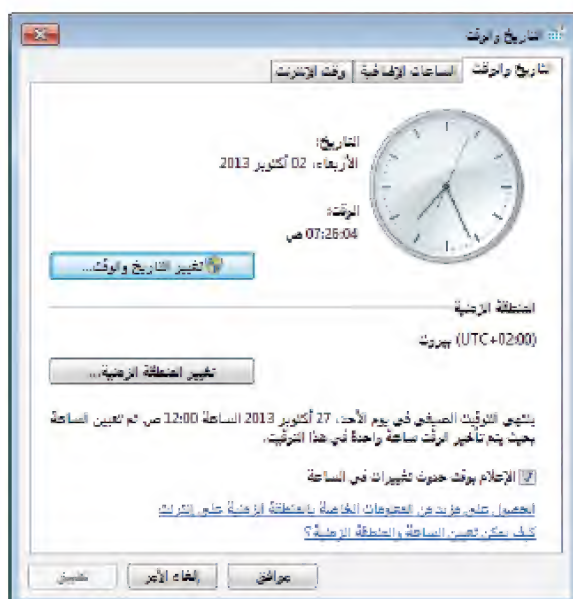 التاريخ والوقت
التاريخ والوقت الساعات الإضافية وقت الإنترنت
التاريخ:
الأربعاء، 02 أكتوبر 2013
الوقت:
07:26:04 ص
تغيير التاريخ والوقت...
المنطقة الزمنية
(UTC+02:00) بيروت
تغيير المنطقة الزمنية...
ينتهي التوقيت الصيفي في يوم الأحد، 27 أكتوبر 2013 الساعة 12:00 ص. تم تعيين الساعة
بحيث يتم تأخير الوقت ساعة واحدة في هذا التوقيت.
الإعلام بوقت حدوث تغييرات في الساعة
الحصول على مزيد من المعلومات الخاصة بالمنطقة الزمنية على إنترنت
كيف يمكن تعيين الساعة والمنطقة الزمنية؟
موافق إلغاء الأمر تطبيق